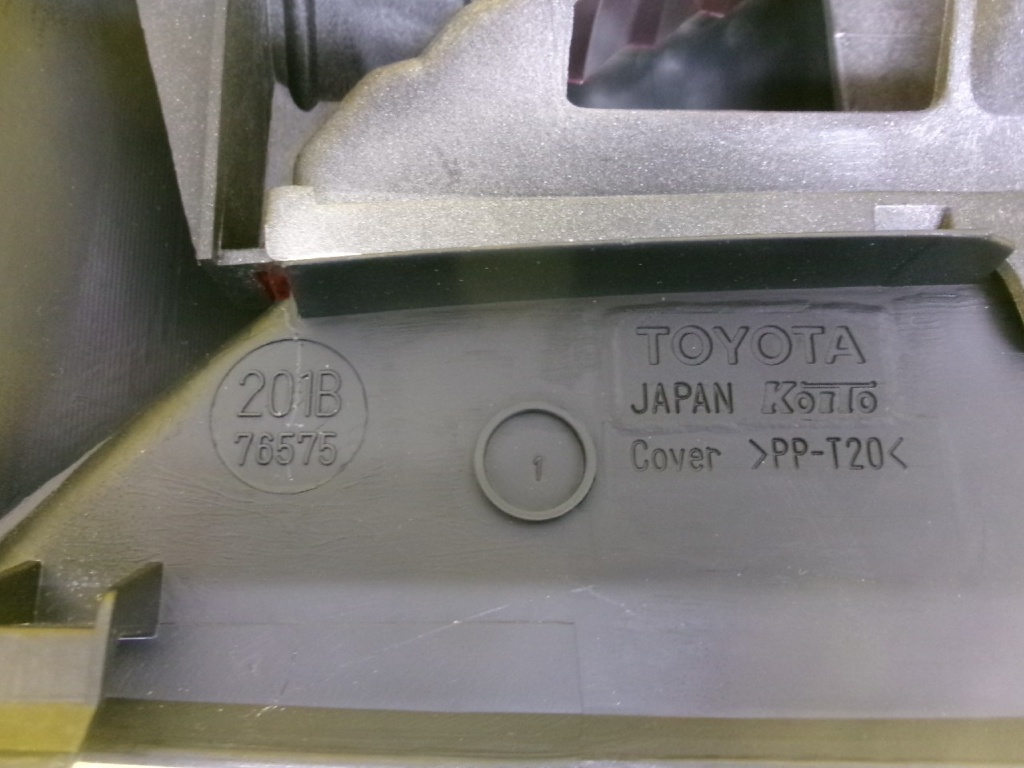 201B
76575
1
TOYOTA
JAPAN KOITO
Cover >PP-T20<